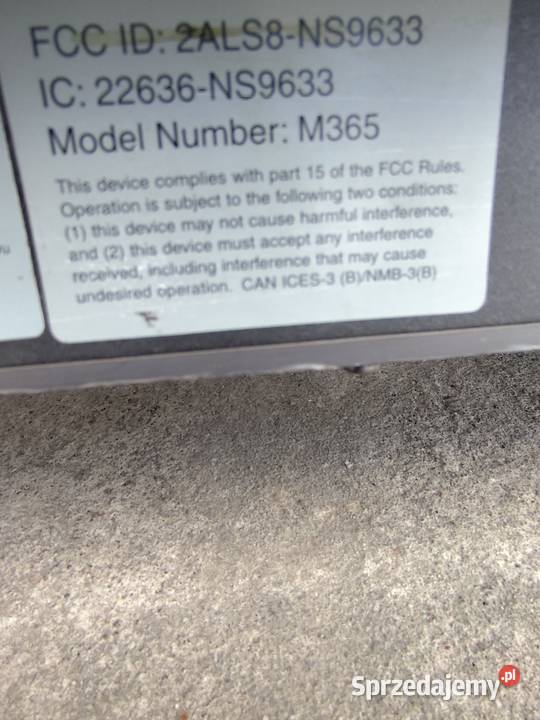 FCC ID: 2ALS8-NS9633
IC: 22636-NS9633
Model Number: M365
This device complies with part 15 of the FCC Rules.
Operation is subject to the following two conditions:
(1) this device may not cause harmful interference,
and (2) this device must accept any interference
received, including interference that may cause
undesired operation. CAN ICES-3 (B)/NMB-3(B)
Sprzedajemy.pl